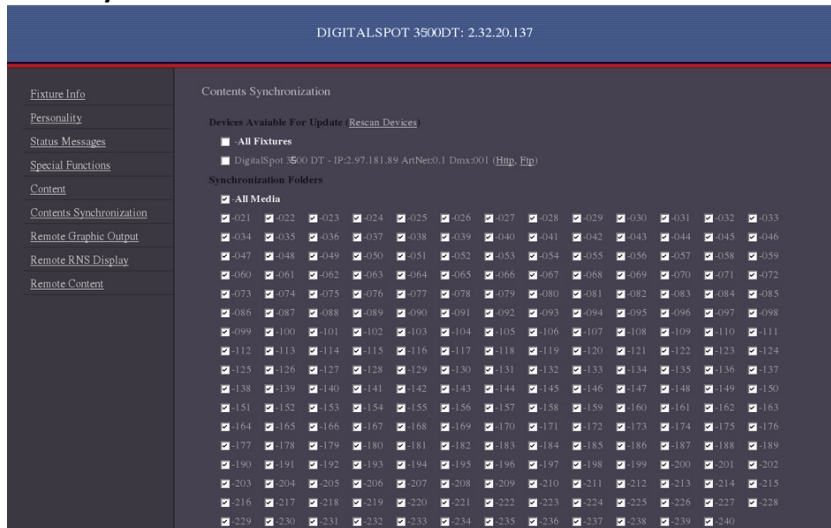 DIGITALSPOT 3500DT: 2.32.20.137
Fixture Info
Personality
Status Messages
Special Functions
Content
Contents Synchronization
Remote Graphic Output
Remote RNS Display
Remote Content
Contents Synchronization
Devices Avaiable For Update (Rescan Devices)
-All Fixtures
DigitalSpot 3500 DT - IP:2.97.181.89 ArtNet:0.1 Dmx:001 (Http, Ftp)
Synchronization Folders
-All Media
-021 -022 -023 -024 -025 -026 -027 -028 -029 -030 -031 -032 -033
-034 -035 -036 -037 -038 -039 -040 -041 -042 -043 -044 -045 -046
-047 -048 -049 -050 -051 -052 -053 -054 -055 -056 -057 -058 -059
-060 -061 -062 -063 -064 -065 -066 -067 -068 -069 -070 -071 -072
-073 -074 -075 -076 -077 -078 -079 -080 -081 -082 -083 -084 -085
-086 -087 -088 -089 -090 -091 -092 -093 -094 -095 -096 -097 -098
-099 -100 -101 -102 -103 -104 -105 -106 -107 -108 -109 -110 -111
-112 -113 -114 -115 -116 -117 -118 -119 -120 -121 -122 -123 -124
-125 -126 -127 -128 -129 -130 -131 -132 -133 -134 -135 -136 -137
-138 -139 -140 -141 -142 -143 -144 -145 -146 -147 -148 -149 -150
-151 -152 -153 -154 -155 -156 -157 -158 -159 -160 -161 -162 -163
-164 -165 -166 -167 -168 -169 -170 -171 -172 -173 -174 -175 -176
-177 -178 -179 -180 -181 -182 -183 -184 -185 -186 -187 -188 -189
-190 -191 -192 -193 -194 -195 -196 -197 -198 -199 -200 -201 -202
-203 -204 -205 -206 -207 -208 -209 -210 -211 -212 -213 -214 -215
-216 -217 -218 -219 -220 -221 -222 -223 -224 -225 -226 -227 -228
-229 -230 -231 -232 -233 -234 -235 -236 -237 -238 -239 -240